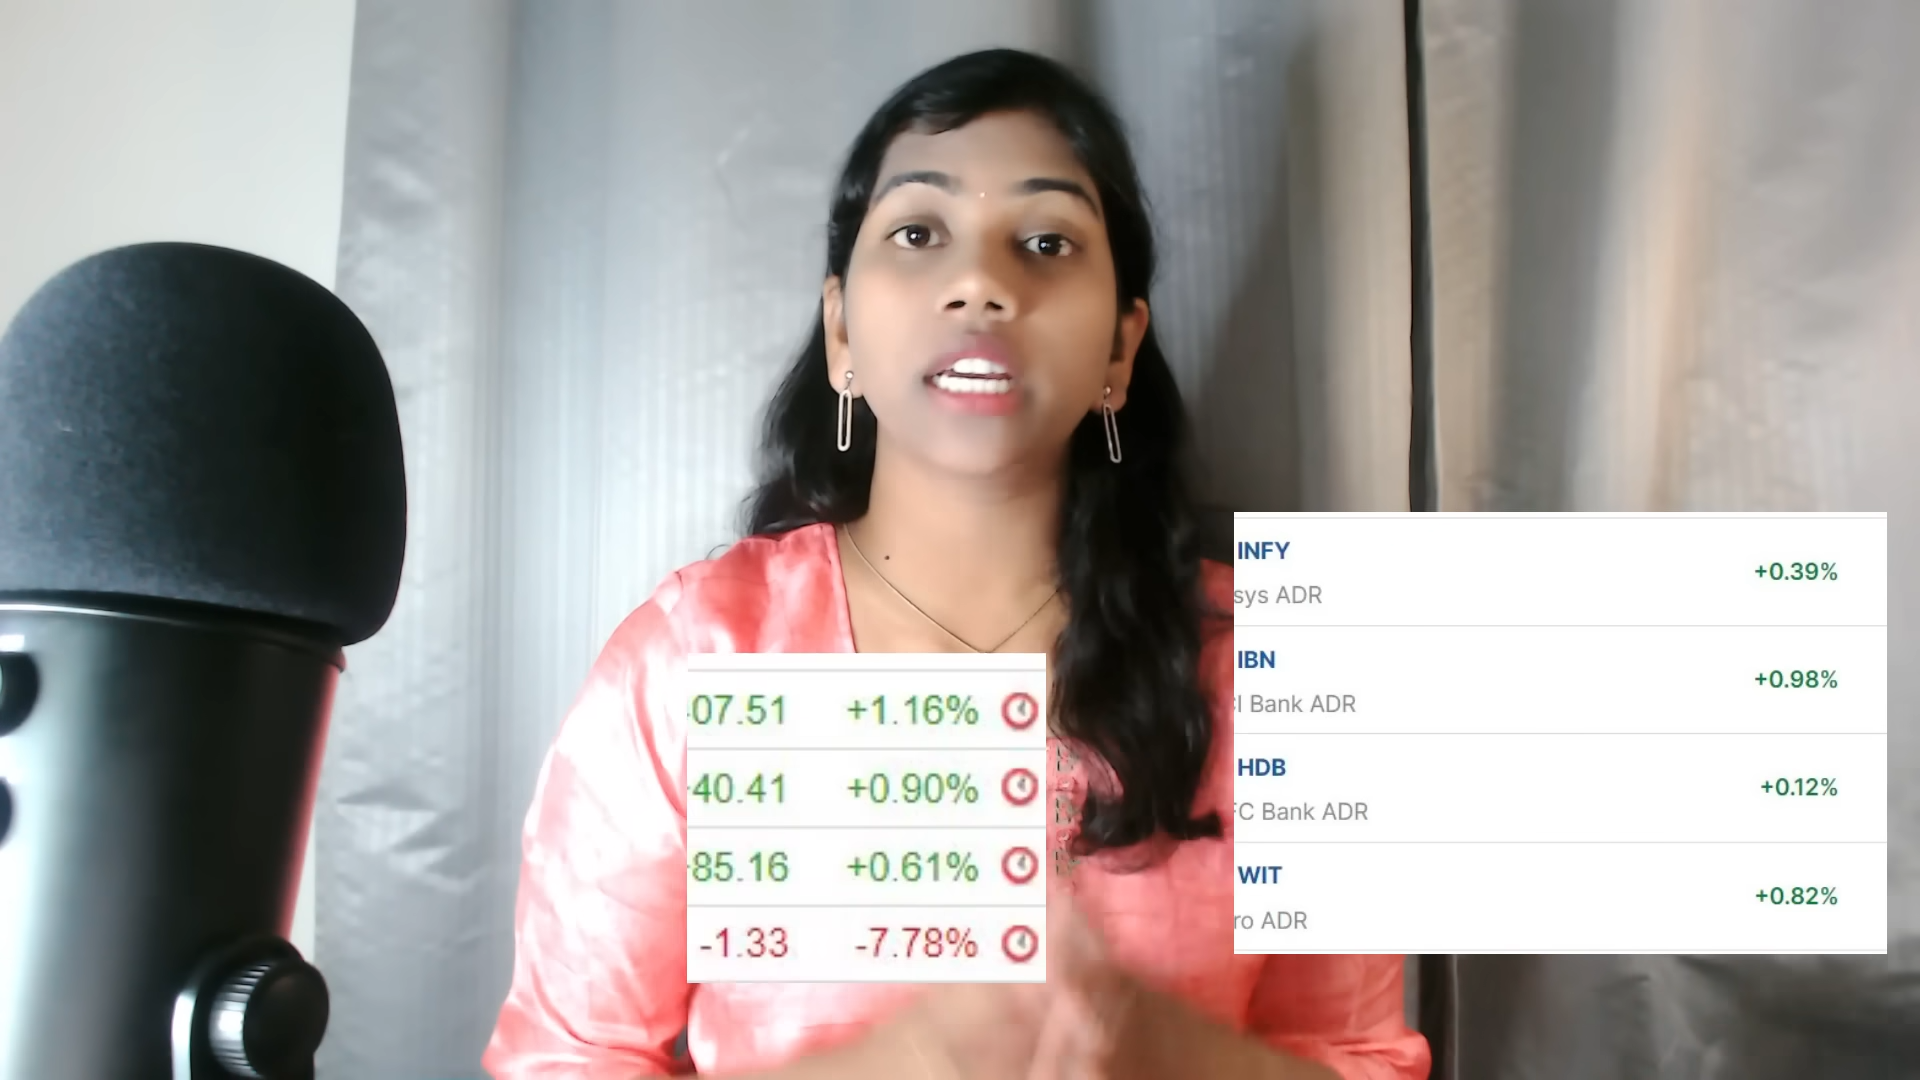 07.51 +1.16%
40.41 +0.90%
85.16 +0.61%
-1.33 -7.78%
INFY
+0.39%
sys ADR
IBN
+0.98%
I Bank ADR
HDB
+0.12%
FC Bank ADR
WIT
+0.82%
ro ADR